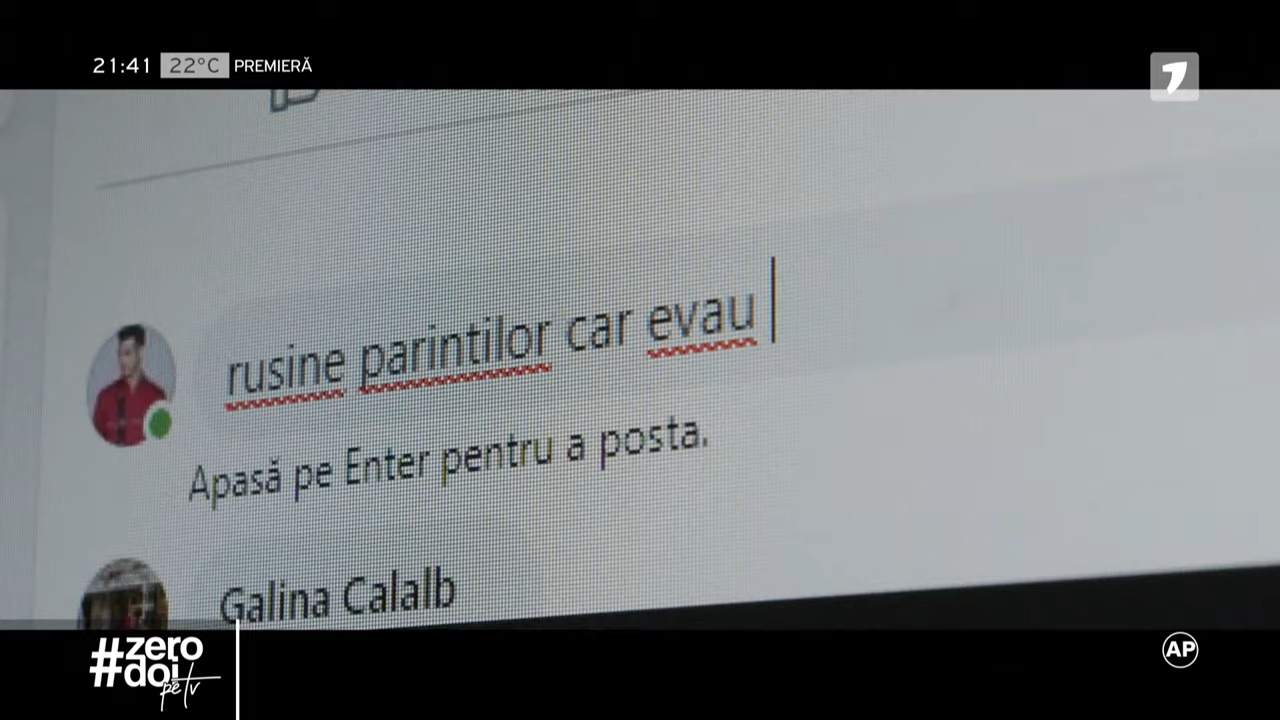 21:41 22°C PREMIERĂ
7
rusine parintilor car evau
Apasă pe Enter pentru a posta.
Galina Calalb
#zero
doi
pe tv
AP